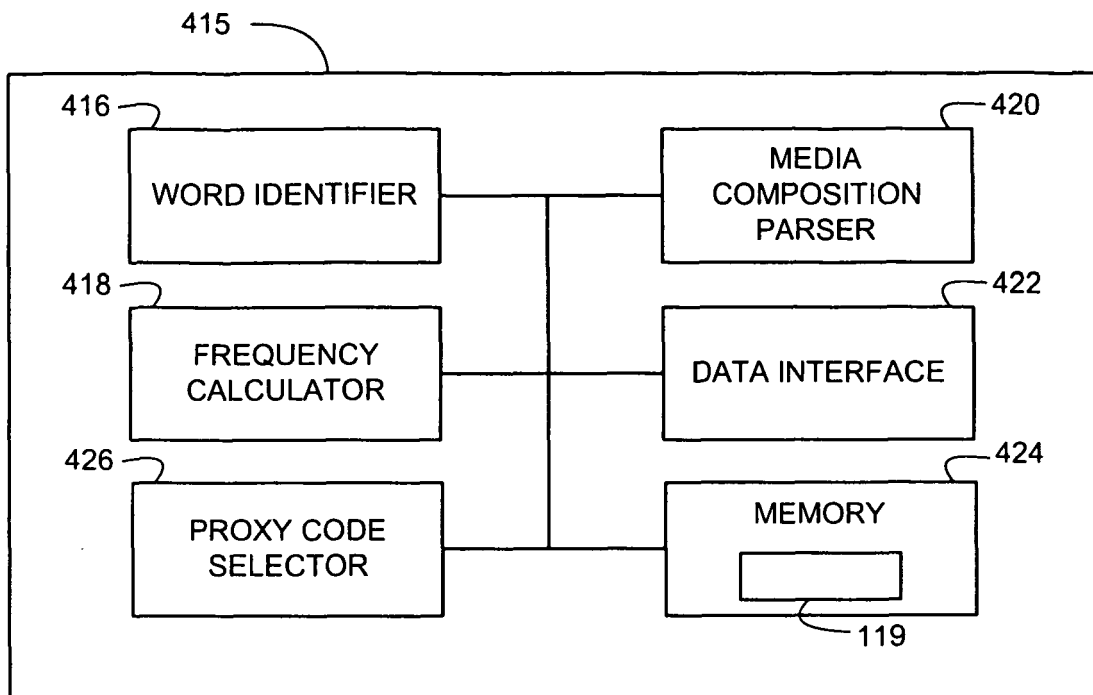 415
416
420
WORD IDENTIFIER
MEDIA
COMPOSITION
PARSER
418
422
FREQUENCY
CALCULATOR
DATA INTERFACE
426
424
PROXY CODE
SELECTOR
MEMORY
119